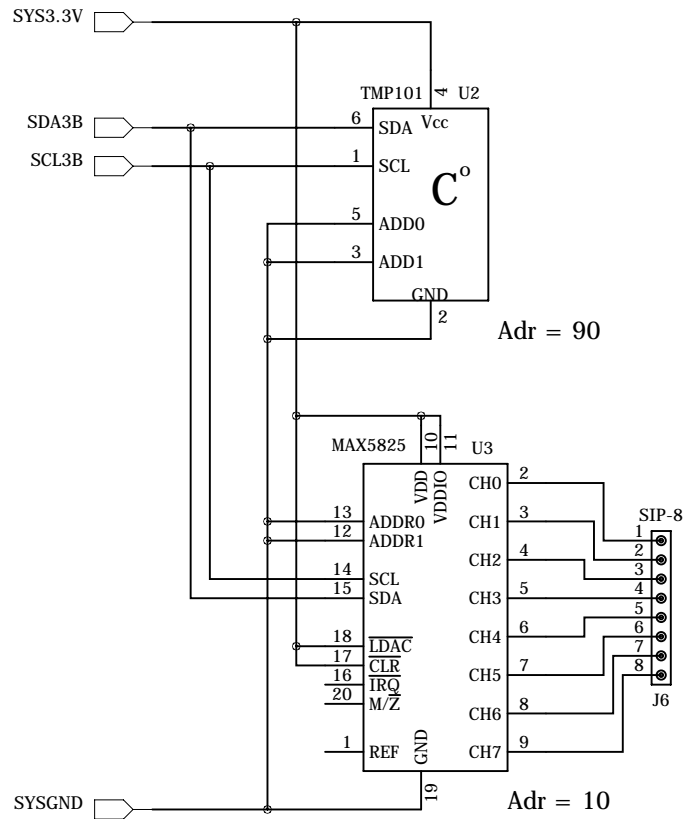 SYS3.3V
TMP101 4 U2
Vcc
SDA3B
6 SDA
SCL3B
1 SCL
C°
5 ADD0
3 ADD1
GND
2
Adr = 90
MAX5825 10 11 U3
VDD VDDIO
CH0 2
13 ADDR0
CH1 3
SIP-8
12 ADDR1
1
2
CH2 4
3
14 SCL
15 SDA
CH3 5
4
5
CH4 6
6
18 LDAC
7
17 CLR
CH5 7
8
16 IRQ
20 M/Z
J6
CH6 8
1 REF
GND
CH7 9
19
SYSGND
Adr = 10